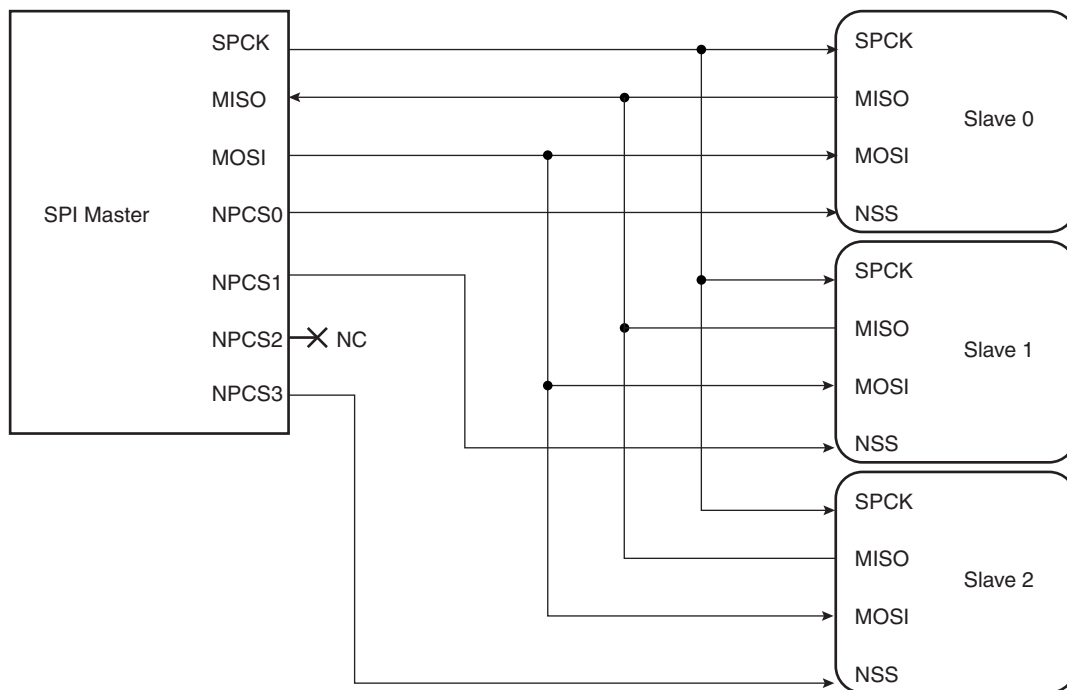 SPI Master
SPCK
MISO
MOSI
NPCS0
NPCS1
NPCS2
NC
NPCS3
SPCK
MISO
Slave 0
MOSI
NSS
SPCK
MISO
Slave 1
MOSI
NSS
SPCK
MISO
Slave 2
MOSI
NSS